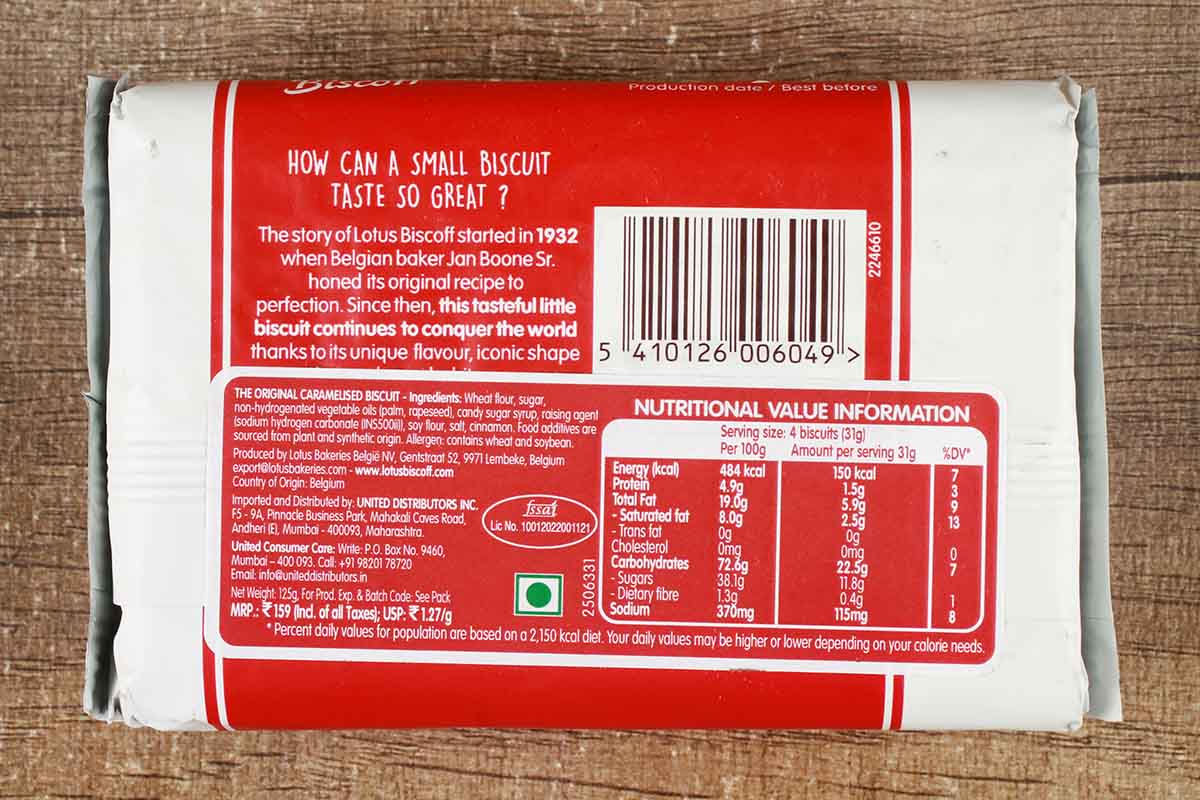 Biscoff
Production date / Best before
HOW CAN A SMALL BISCUIT
TASTE SO GREAT ?
The story of Lotus Biscoff started in 1932
when Belgian baker Jan Boone Sr.
honed its original recipe to
perfection. Since then, this tasteful little
biscuit continues to conquer the world
thanks to its unique flavour, iconic shape
5 410126 006049 >
2246610
THE ORIGINAL CARAMELISED BISCUIT - Ingredients: Wheat flour, sugar,
non-hydrogenated vegetable oils (palm, rapeseed), candy sugar syrup, raising agent
(sodium hydrogen carbonate (INS500ii)), soy flour, salt, cinnamon. Food additives are
sourced from plant and synthetic origin. Allergen: contains wheat and soybean.
Produced by Lotus Bakeries België NV, Gentstraat 52, 9971 Lembeke, Belgium
export@lotusbakeries.com - www.lotusbiscoff.com
Country of Origin: Belgium
Imported and Distributed by: UNITED DISTRIBUTORS INC.
F5 - 9A, Pinnacle Business Park, Mahakali Caves Road,
Andheri (E), Mumbai - 400093, Maharashtra.
United Consumer Care: Write: P.O. Box No. 9460,
Mumbai – 400 093. Call: +91 98201 78720
Email: info@uniteddistributors.in
Net Weight: 125g, For Prod. Exp. & Batch Code: See Pack
MRP.: ₹159 (Incl. of all Taxes); USP: ₹1.27/g
fssai
Lic No. 10012022001121
2506331
NUTRITIONAL VALUE INFORMATION
Serving size: 4 biscuits (31g)
Per 100g Amount per serving 31g %DV*
Energy (kcal) 484 kcal 150 kcal 7
Protein 4.9g 1.5g 3
Total Fat 19.0g 5.9g 9
- Saturated fat 8.0g 2.5g 13
- Trans fat 0g 0g
Cholesterol 0mg 0mg 0
Carbohydrates 72.6g 22.5g 7
- Sugars 38.1g 11.8g
- Dietary fibre 1.3g 0.4g 1
Sodium 370mg 115mg 8
* Percent daily values for population are based on a 2,150 kcal diet. Your daily values may be higher or lower depending on your calorie needs.